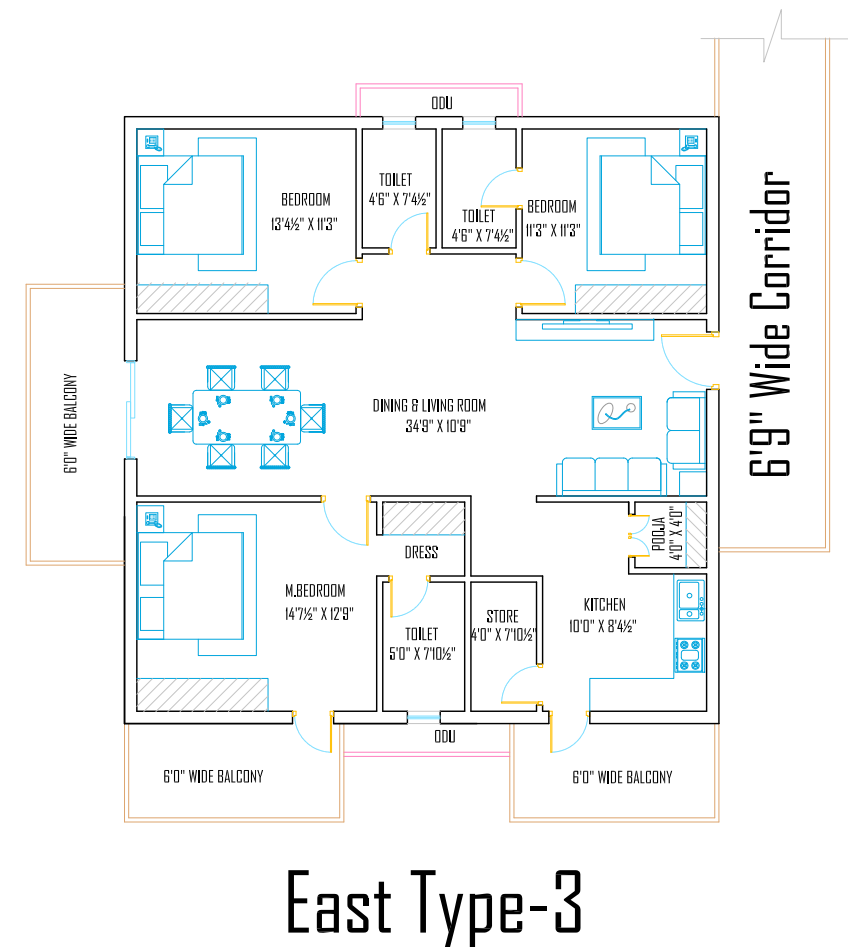 ODU
BEDROOM
13'4½" X 11'3"
TOILET
4'6" X 7'4½"
TOILET
4'6" X 7'4½"
BEDROOM
11'3" X 11'3"
6'9" Wide Corridor
6'0" WIDE BALCONY
DINING & LIVING ROOM
34'9" X 10'9"
POOJA
4'0" X 4'0"
DRESS
M.BEDROOM
14'7½" X 12'9"
TOILET
5'0" X 7'10½"
STORE
4'0" X 7'10½"
KITCHEN
10'0" X 8'4½"
ODU
6'0" WIDE BALCONY
6'0" WIDE BALCONY
East Type-3